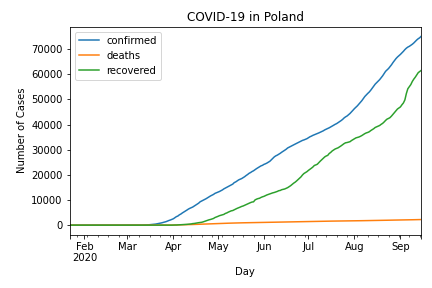 COVID-19 in Poland
confirmed
deaths
recovered
Number of Cases
70000
60000
50000
40000
30000
20000
10000
0
Feb Mar Apr May Jun Jul Aug Sep
2020
Day